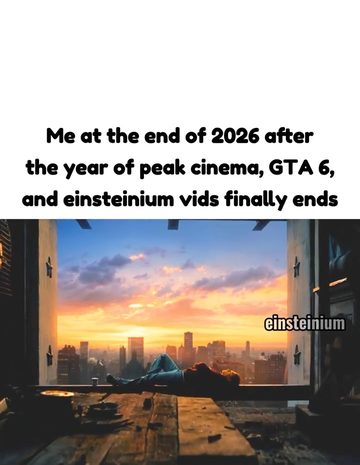 Me at the end of 2026 after
the year of peak cinema, GTA 6,
and einsteinium vids finally ends
einsteinium